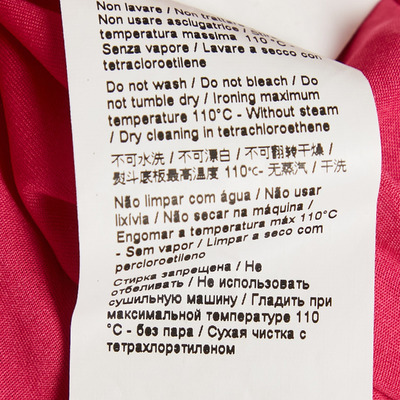 Non lavare / Non
Non usare asciugatrice /
temperatura massima 110°C -
Senza vapore / Lavare a secco con
tetracloroetilene
Do not wash / Do not bleach / Do
not tumble dry / Ironing maximum
temperature 110°C - Without steam
/ Dry cleaning in tetrachloroethene
不可水洗 / 不可漂白 / 不可翻转干燥 /
熨斗底板最高温度 110℃- 无蒸汽 / 干洗
Não limpar com água / Não usar
lixívia / Não secar na máquina /
Engomar a temperatura máx 110°C
- Sem vapor / Limpar a seco com
percloroetileno
Стирка запрещена / Не
отбеливать / Не использовать
сушильную машину / Гладить при
максимальной температуре 110
°C - без пара / Сухая чистка с
тетрахлорэтиленом